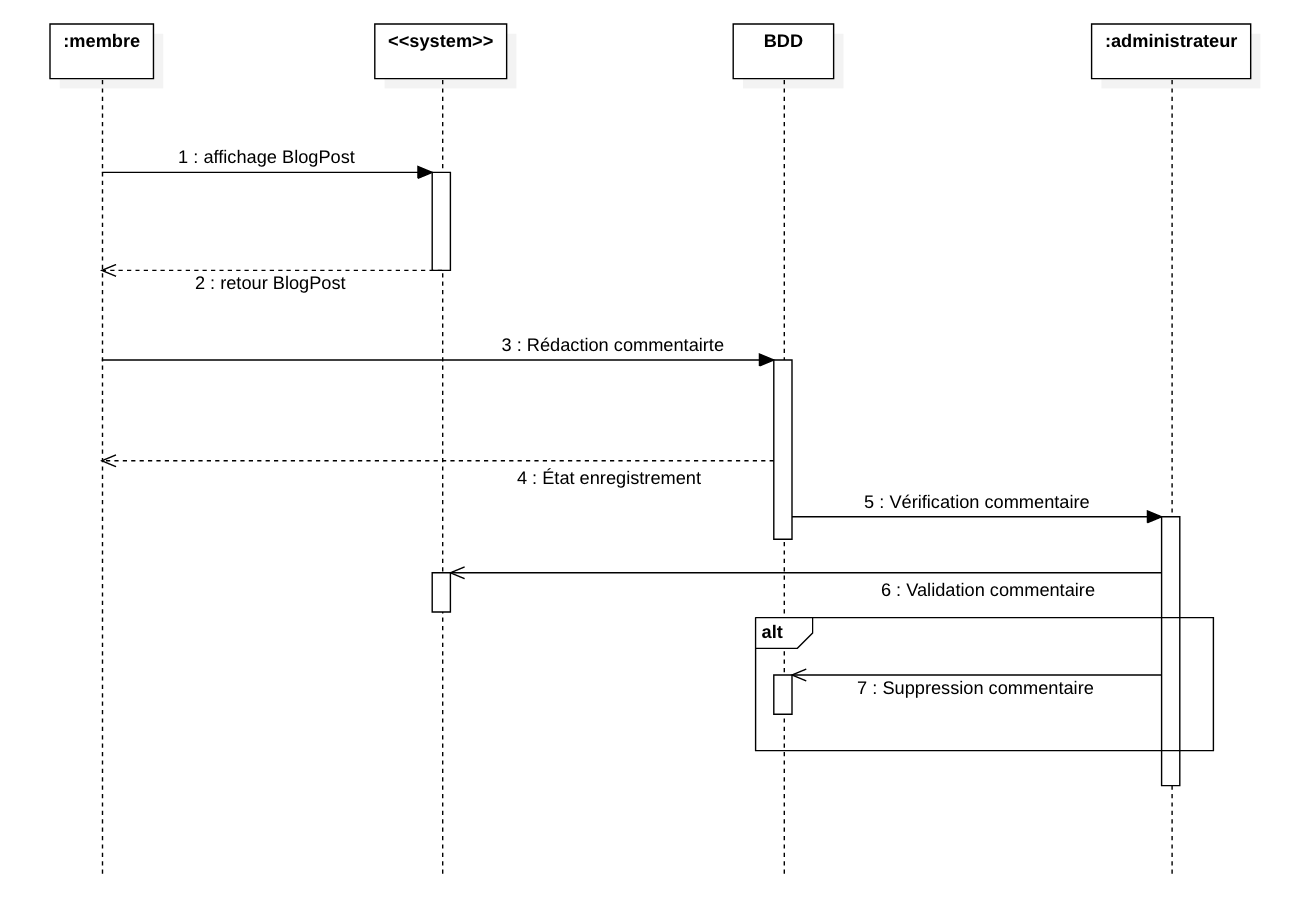 :membre
<<system>>
BDD
:administrateur
1 : affichage BlogPost
2 : retour BlogPost
3 : Rédaction commentairte
4 : État enregistrement
5 : Vérification commentaire
6 : Validation commentaire
alt
7 : Suppression commentaire